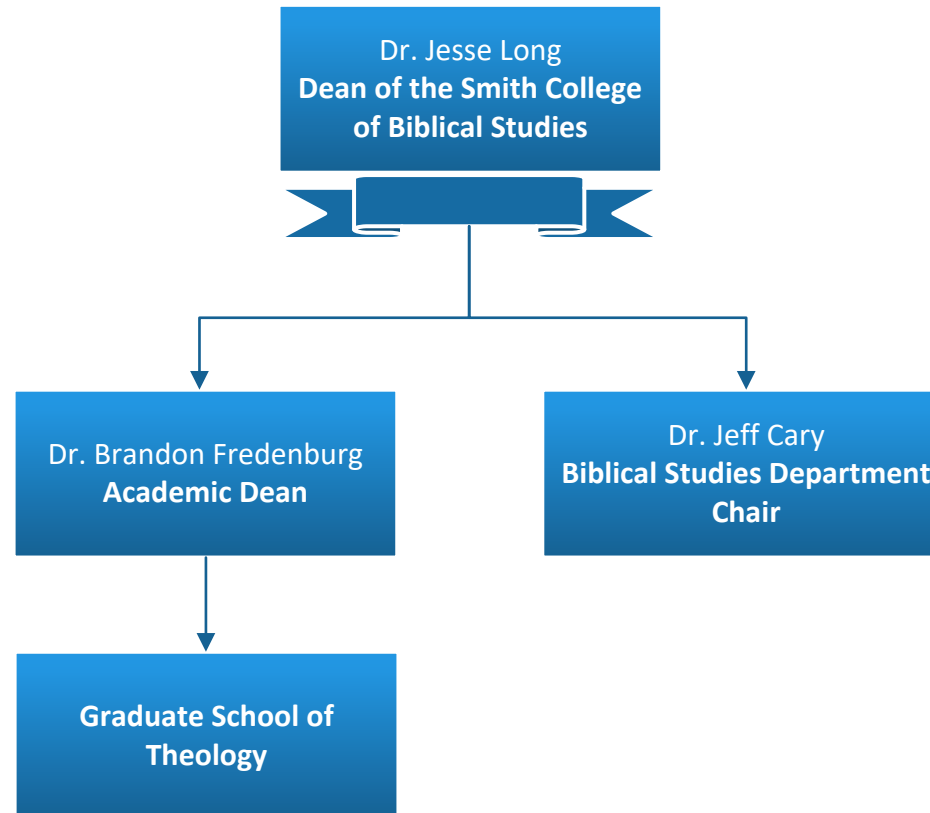 Dr. Jesse Long
Dean of the Smith College
of Biblical Studies
Dr. Brandon Fredenburg
Academic Dean
Dr. Jeff Cary
Biblical Studies Department
Chair
Graduate School of
Theology